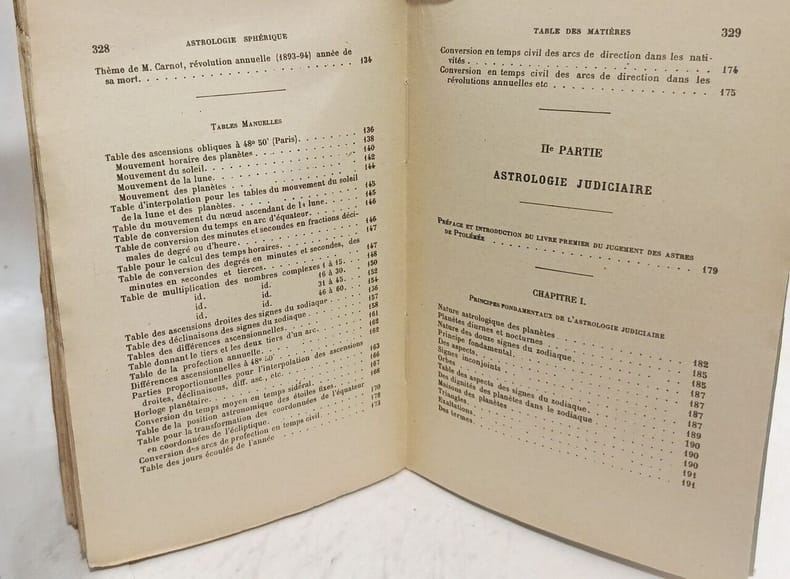 328
ASTROLOGIE SPHÉRIQUE
Thème de M. Carnot, révolution annuelle (1893-94) année de
sa mort. . . . . . . . . . . . . . . . . . 134
TABLES MANUELLES
Table des ascensions obliques à 48° 50' (Paris). . . . . . . 136
Mouvement horaire des planètes. . . . . . . . . . 138
Mouvement du soleil. . . . . . . . . . . . . 140
Mouvement de la lune. . . . . . . . . . . . . 142
Mouvement des planètes . . . . . . . . . . . . 144
Table d'interpolation pour les tables du mouvement du soleil
de la lune et des planètes. . . . . . . . . . . . 145
Table du mouvement du nœud ascendant de la lune. . . . . 145
Table de conversion du temps en arc d'équateur. . . . . . 146
Table de conversion des minutes et secondes en fractions déci-
males de degré ou d'heure. . . . . . . . . . . . 146
Table pour le calcul des temps horaires. . . . . . . . . 147
Table de conversion des degrés en minutes et secondes, des
minutes en secondes et tierces. . . . . . . . . . 147
Table de multiplication des nombres complexes 1 à 15. . . . 148
id. id. 16 à 30. . . . 150
id. id. 31 à 45. . . . 152
id. id. 46 à 60. . . . 154
Table des ascensions droites des signes du zodiaque . . . . 156
Table des déclinaisons des signes du zodiaque . . . . . . 157
Tables des différences ascensionnelles. . . . . . . . . 158
Table donnant le tiers et les deux tiers d'un arc. . . . . . 161
Table de la profection annuelle. . . . . . . . . . . 162
Différences ascensionnelles à 48° 50' . . . . . . . . . 162
Parties proportionnelles pour l'interpolation des ascensions
droites, déclinaisons, diff. asc., etc. . . . . . . . . . 163
Horloge planétaire. . . . . . . . . . . . . . . 166
Conversion du temps moyen en temps sidéral. . . . . . . 167
Table de la position astronomique des étoiles fixes. . . . . 168
Table pour la transformation des coordonnées de l'équateur
en coordonnées de l'écliptique. . . . . . . . . . . 170
Conversion des arcs de profection en temps civil. . . . . . 172
Table des jours écoulés de l'année . . . . . . . . . . 173
TABLE DES MATIÈRES
329
Conversion en temps civil des arcs de direction dans les nati-
vités . . . . . . . . . . . . . . . . . . 174
Conversion en temps civil des arcs de direction dans les
révolutions annuelles etc . . . . . . . . . . . . 175
IIe PARTIE
ASTROLOGIE JUDICIAIRE
PRÉFACE ET INTRODUCTION DU LIVRE PREMIER DU JUGEMENT DES ASTRES
DE PTOLÉMÉE . . . . . . . . . . . . . . . . 179
CHAPITRE I.
PRINCIPES FONDAMENTAUX DE L'ASTROLOGIE JUDICIAIRE
Nature astrologique des planètes . . . . . . . . . . 182
Planètes diurnes et nocturnes . . . . . . . . . . . 185
Nature des douze signes du zodiaque. . . . . . . . . 185
Principe fondamental. . . . . . . . . . . . . . 187
Des aspects. . . . . . . . . . . . . . . . . 187
Signes inconjoints . . . . . . . . . . . . . . . 187
Orbes . . . . . . . . . . . . . . . . . . . 187
Table des aspects des signes du zodiaque. . . . . . . . 189
Des dignités des planètes dans le zodiaque . . . . . . . 190
Maisons des planètes . . . . . . . . . . . . . . 190
Triangles. . . . . . . . . . . . . . . . . . 190
Exaltations. . . . . . . . . . . . . . . . . 191
Des termes. . . . . . . . . . . . . . . . . 191